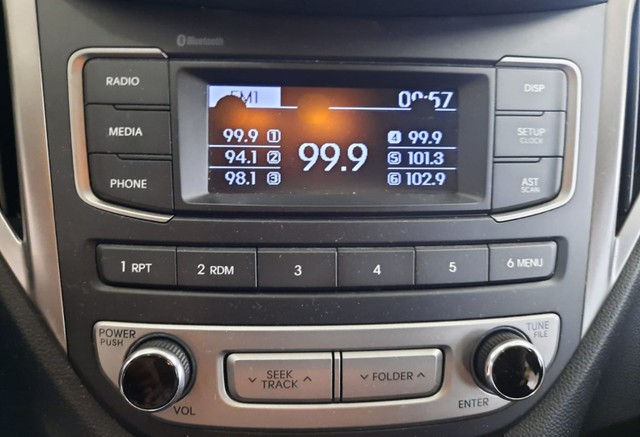 Bluetooth
RADIO
MEDIA
PHONE
FM1
09:57
99.9 1
94.1 2
98.1 3
99.9
4 99.9
5 101.3
6 102.9
DISP
SETUP
CLOCK
AST
SCAN
1 RPT
2 RDM
3
4
5
6 MENU
POWER
PUSH
VOL
SEEK
TRACK
FOLDER
TUNE
FILE
ENTER